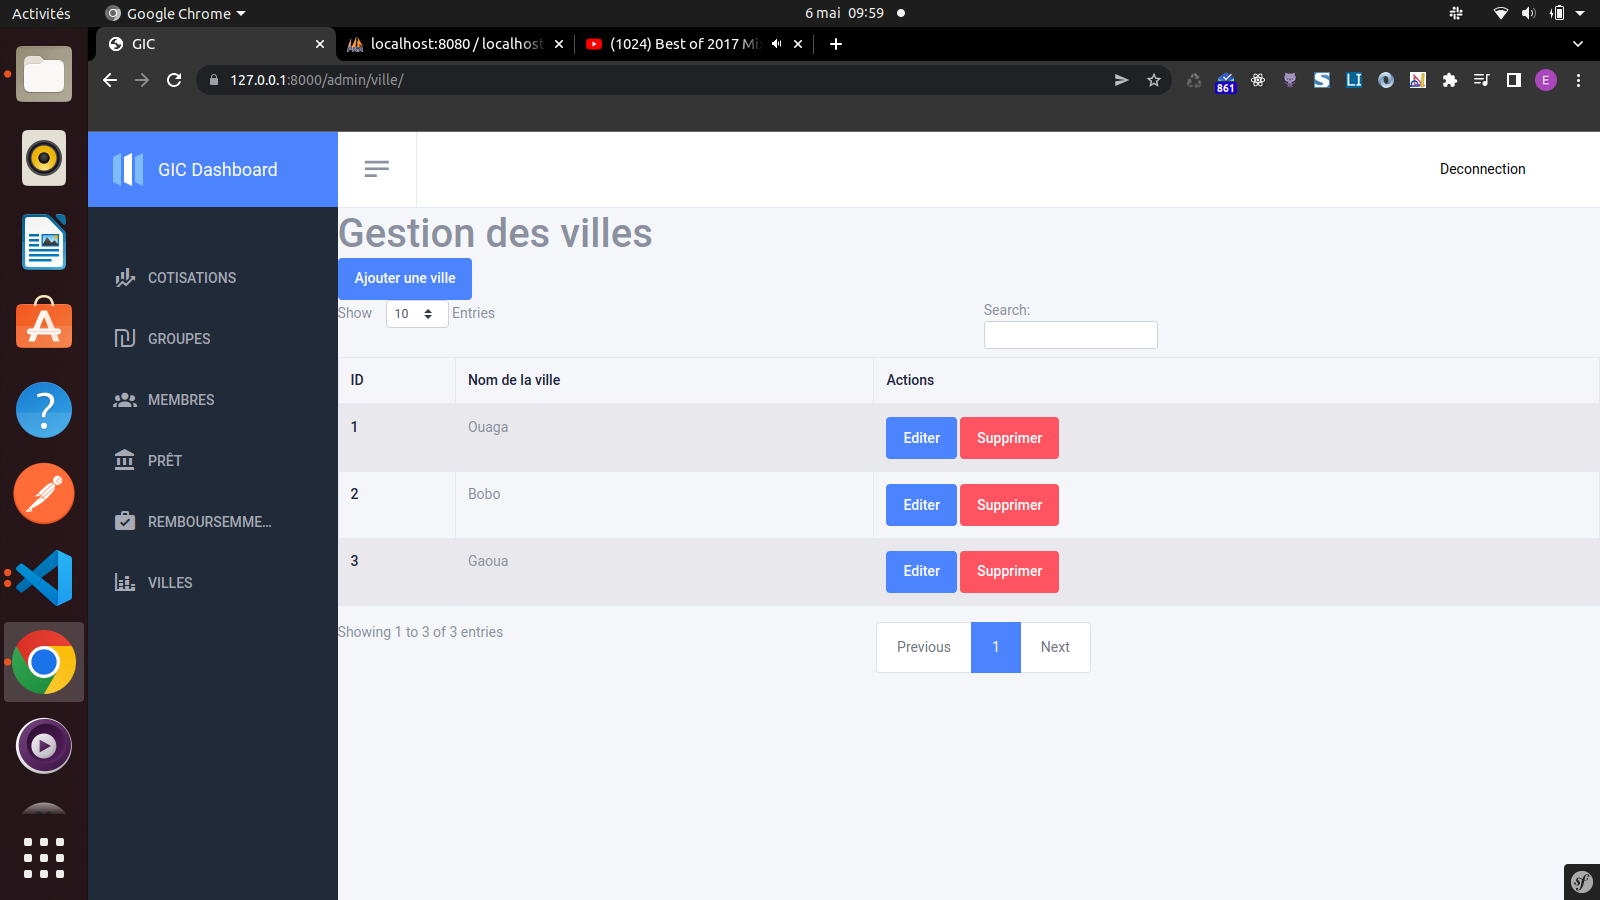 Activités
Google Chrome
6 mai 09:59
GIC
localhost:8080 / localhost
(1024) Best of 2017 Mi
127.0.0.1:8000/admin/ville/
861
E
GIC Dashboard
Deconnection
COTISATIONS
GROUPES
MEMBRES
PRÊT
REMBOURSEMME...
VILLES
Gestion des villes
Ajouter une ville
Show 10 Entries
Search:
ID Nom de la ville Actions
1 Ouaga Editer Supprimer
2 Bobo Editer Supprimer
3 Gaoua Editer Supprimer
Showing 1 to 3 of 3 entries
Previous 1 Next